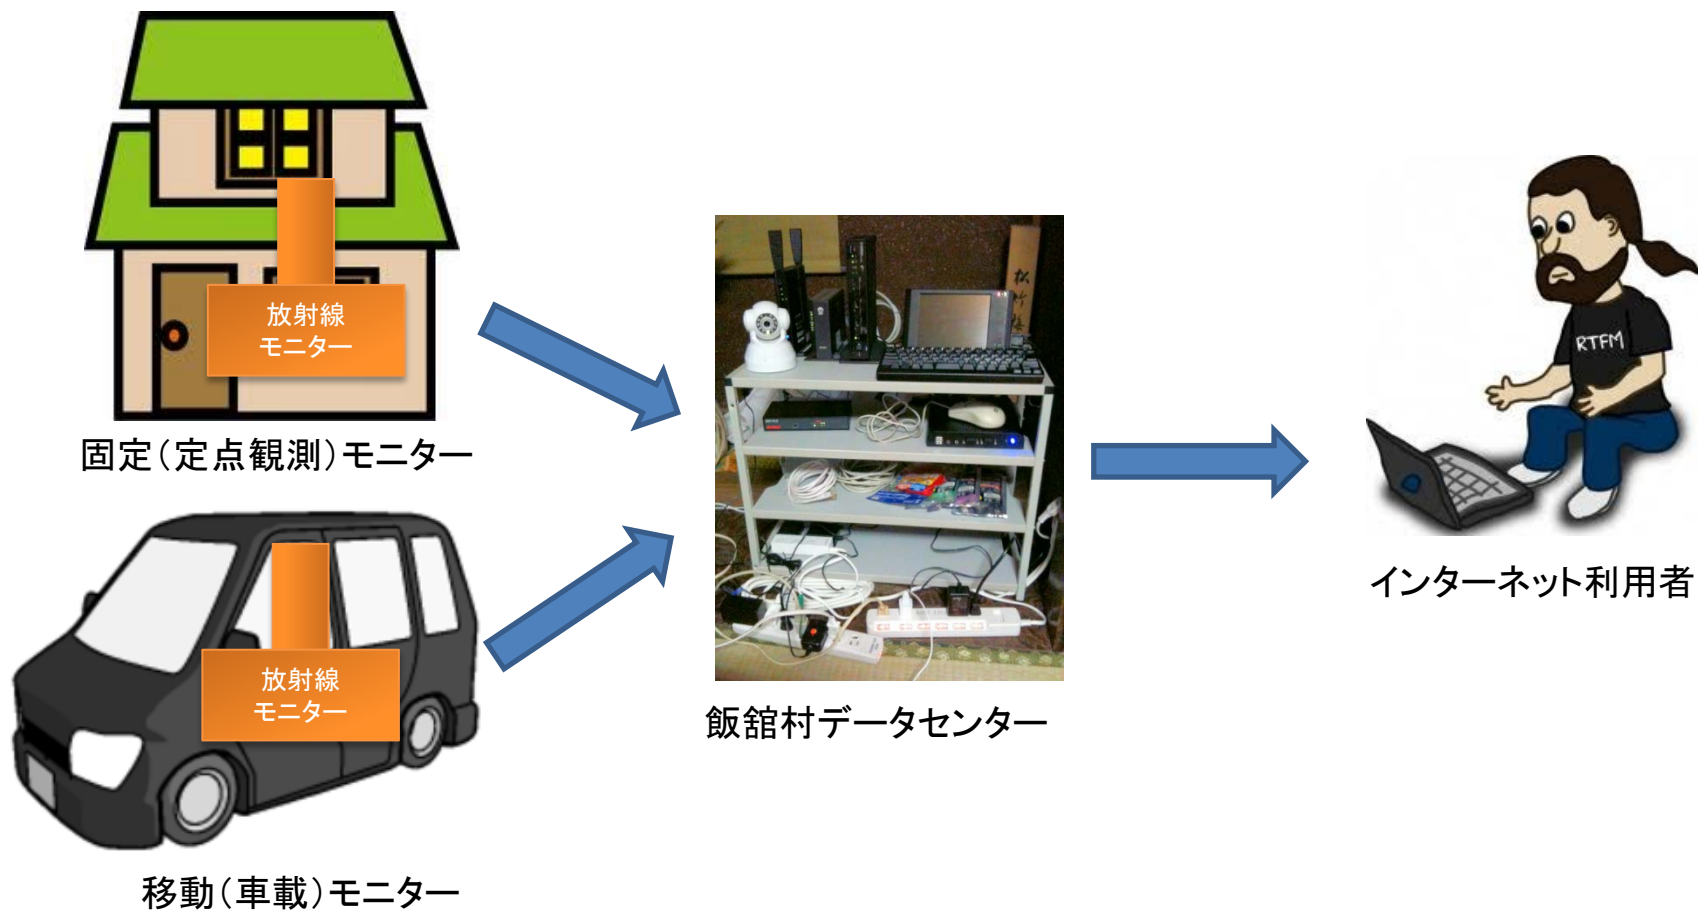 放射線
モニター
固定（定点観測）モニター
放射線
モニター
移動（車載）モニター
松竹
飯舘村データセンター
RTFM
インターネット利用者